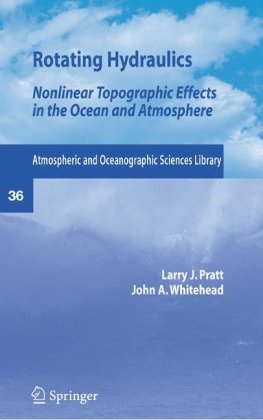 Rotating Hydraulics
Nonlinear Topographic Effects
in the Ocean and Atmosphere
Atmospheric and Oceanographic Sciences Library
36
Larry J. Pratt
John A. Whitehead
Springer